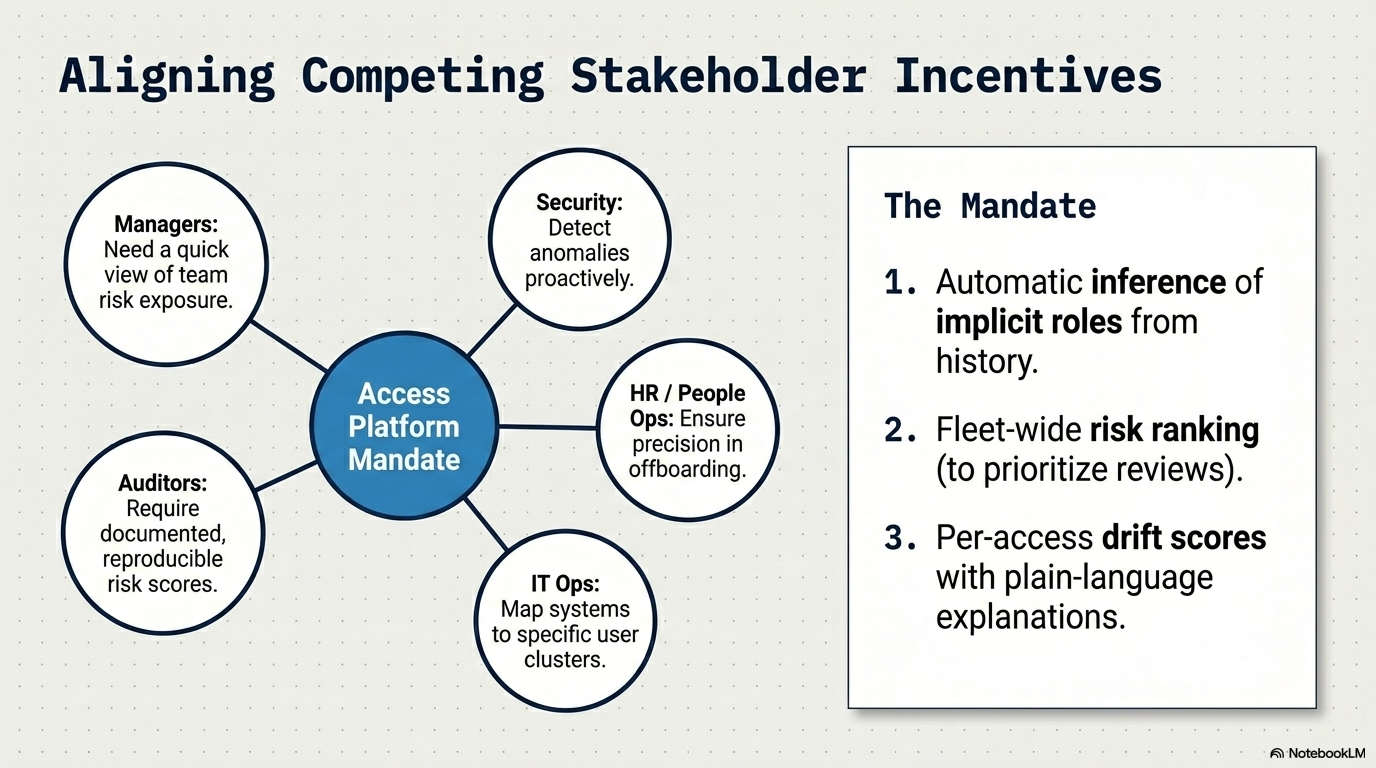 Aligning Competing Stakeholder Incentives
Managers:
Need a quick
view of team
risk exposure.
Security:
Detect
anomalies
proactively.
Access
Platform
Mandate
HR / People
Ops: Ensure
precision in
offboarding.
Auditors:
Require
documented,
reproducible
risk scores.
IT Ops:
Map systems
to specific user
clusters.
The Mandate
1. Automatic inference of
implicit roles from
history.
2. Fleet-wide risk ranking
(to prioritize reviews).
3. Per-access drift scores
with plain-language
explanations.
NotebookLM